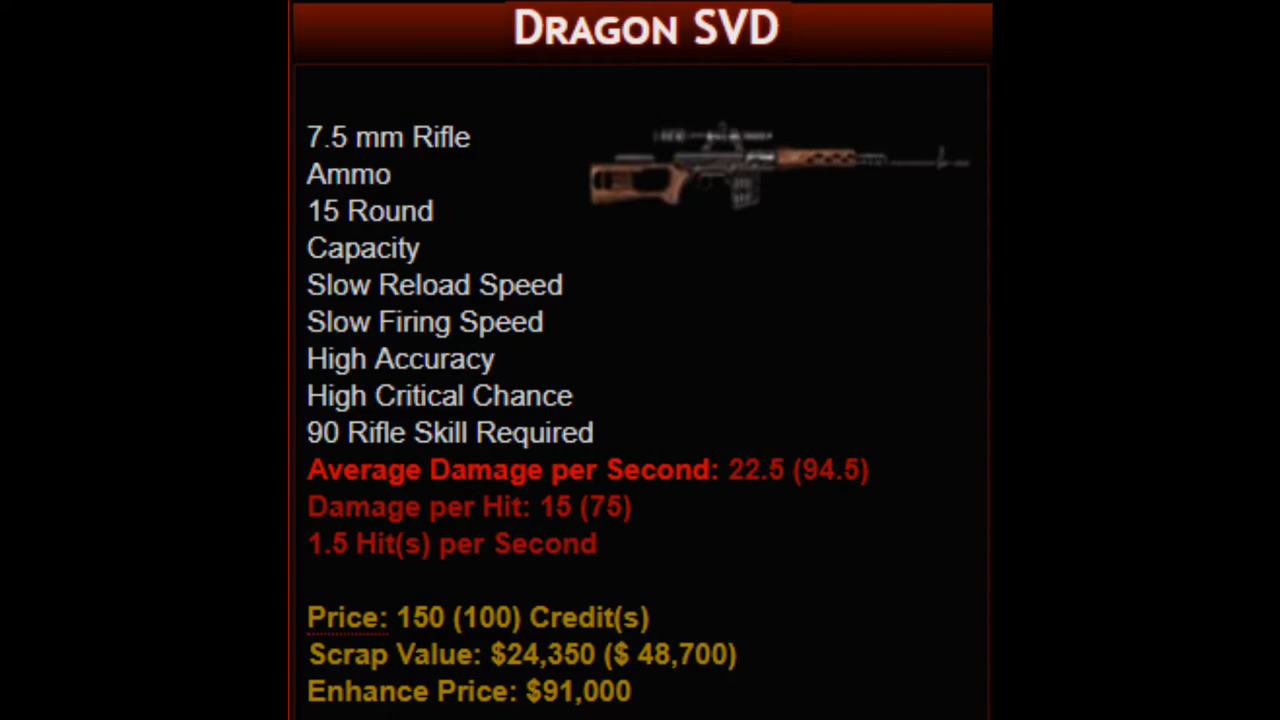 Dragon SVD
7.5 mm Rifle
Ammo
15 Round
Capacity
Slow Reload Speed
Slow Firing Speed
High Accuracy
High Critical Chance
90 Rifle Skill Required
Average Damage per Second: 22.5 (94.5)
Damage per Hit: 15 (75)
1.5 Hit(s) per Second
Price: 150 (100) Credit(s)
Scrap Value: $24,350 ($ 48,700)
Enhance Price: $91,000